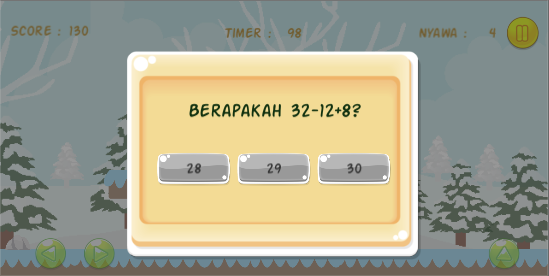 SCORE : 130 TIMER : 98 NYAWA : 4
BERAPAKAH 32-12+8?
28 29 30